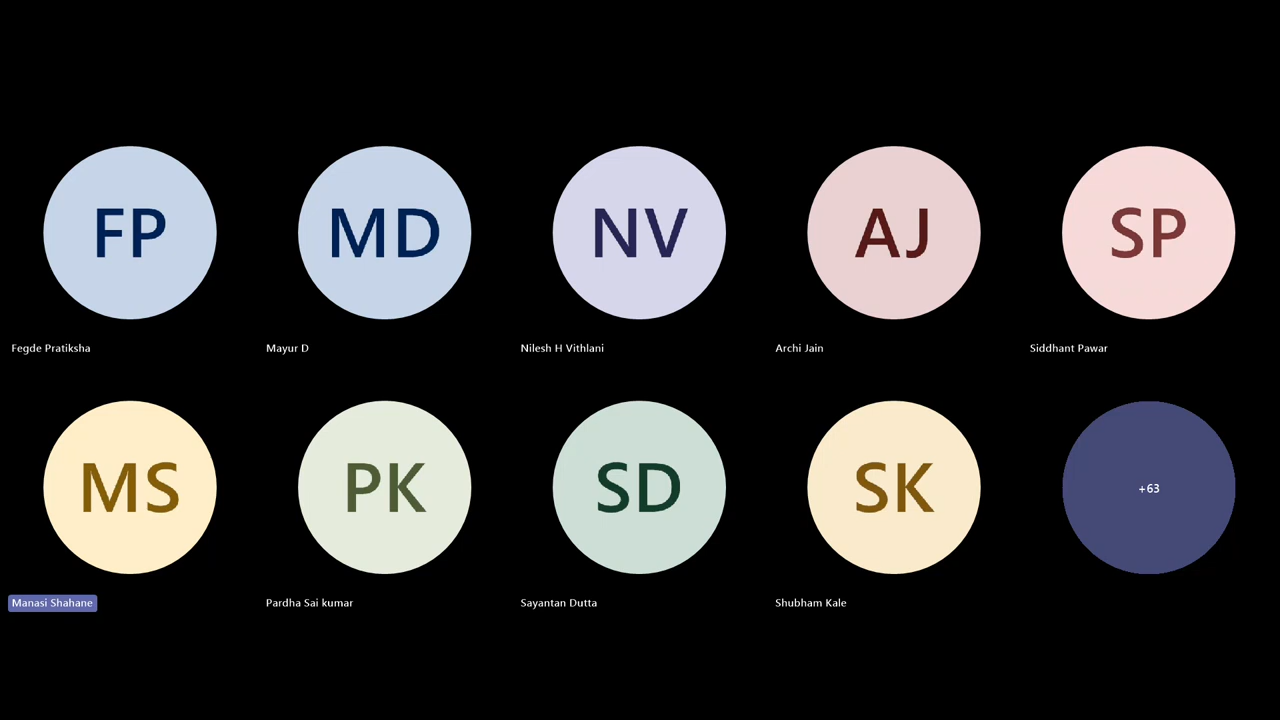 FP
MD
NV
AJ
SP
Fegde Pratiksha
Mayur D
Nilesh H Vithlani
Archi Jain
Siddhant Pawar
MS
PK
SD
SK
+63
Manasi Shahane
Pardha Sai kumar
Sayantan Dutta
Shubham Kale